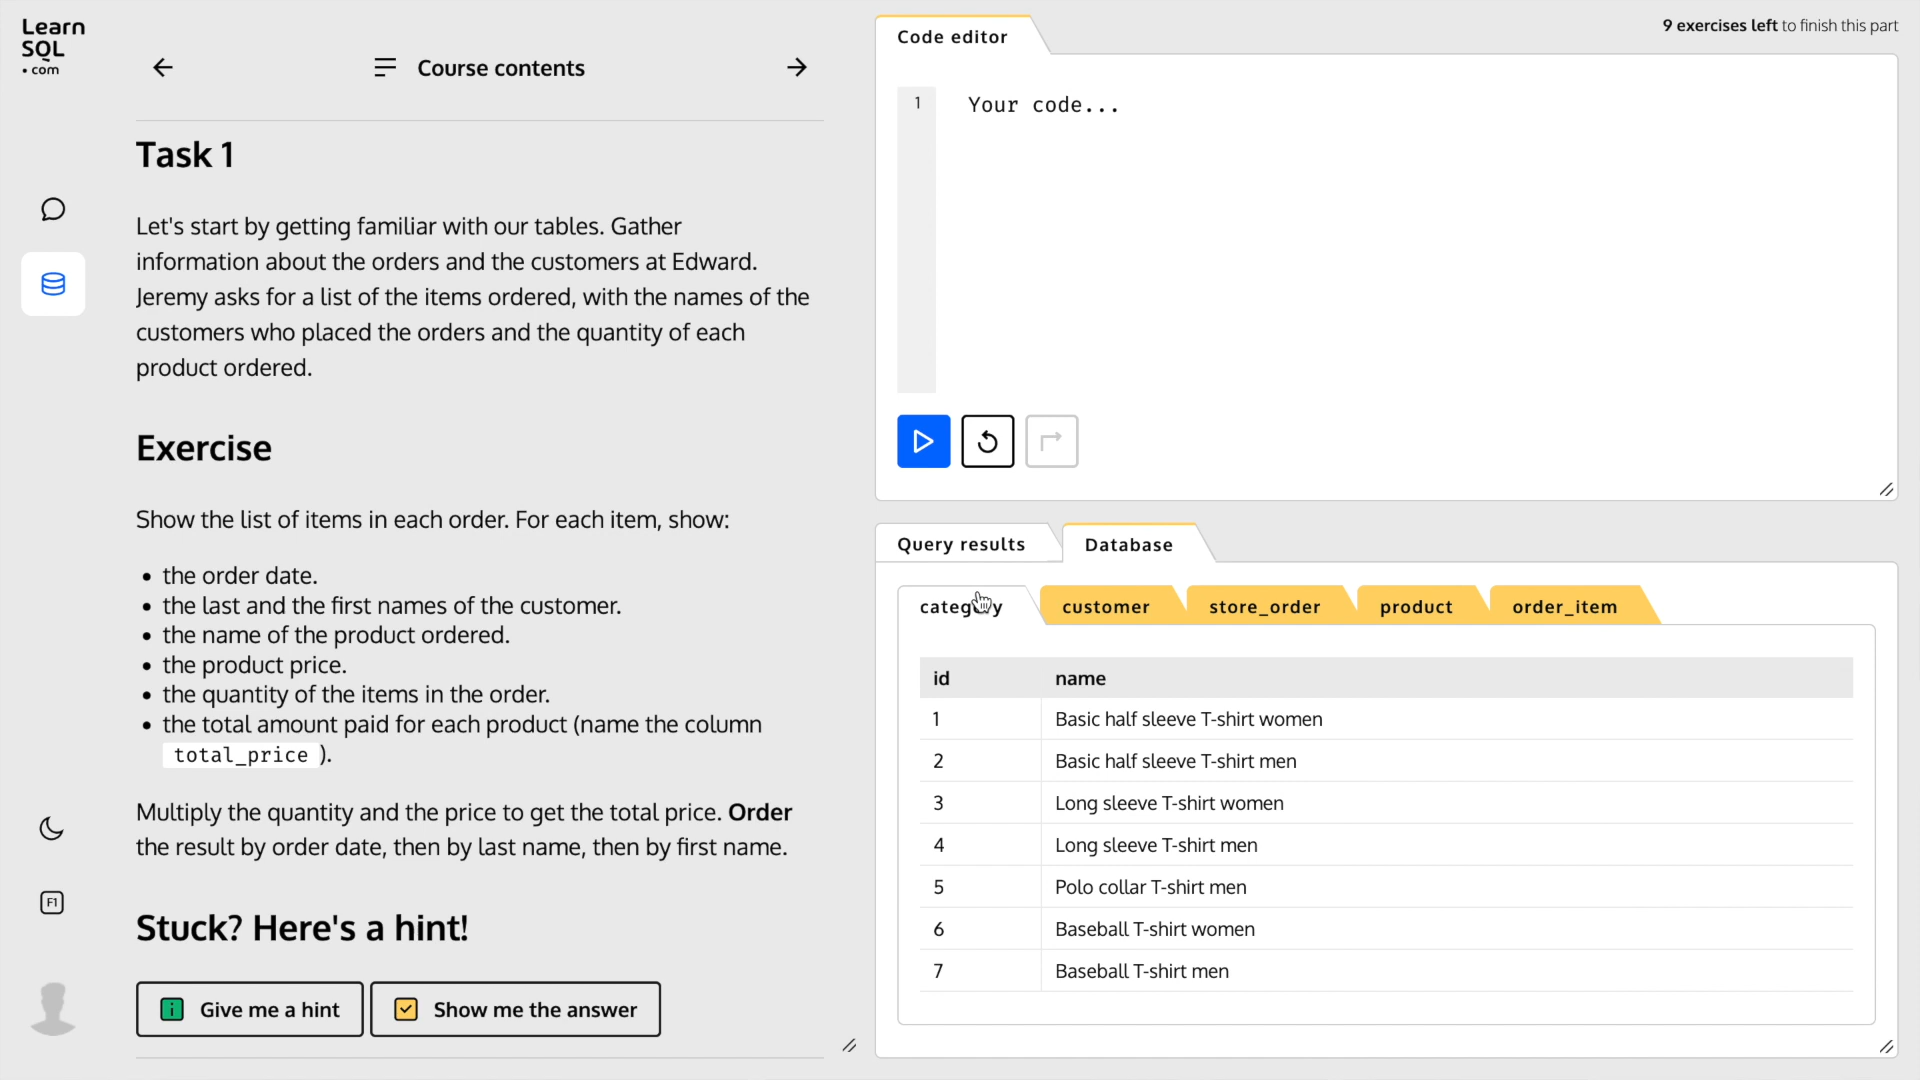 Learn
SQL
• com
Course contents
Task 1
Let's start by getting familiar with our tables. Gather
information about the orders and the customers at Edward.
Jeremy asks for a list of the items ordered, with the names of the
customers who placed the orders and the quantity of each
product ordered.
Exercise
Show the list of items in each order. For each item, show:
• the order date.
• the last and the first names of the customer.
• the name of the product ordered.
• the product price.
• the quantity of the items in the order.
• the total amount paid for each product (name the column
total_price ).
Multiply the quantity and the price to get the total price. Order
the result by order date, then by last name, then by first name.
Stuck? Here's a hint!
Give me a hint
Show me the answer
F1
9 exercises left to finish this part
Code editor
1 Your code...
Query results
Database
category
customer
store_order
product
order_item
id name
1 Basic half sleeve T-shirt women
2 Basic half sleeve T-shirt men
3 Long sleeve T-shirt women
4 Long sleeve T-shirt men
5 Polo collar T-shirt men
6 Baseball T-shirt women
7 Baseball T-shirt men